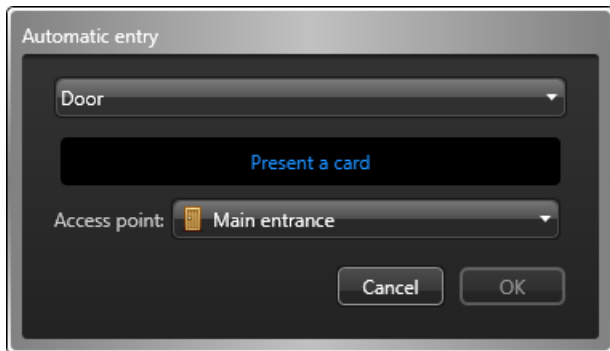 Automatic entry
Door
Present a card
Access point: Main entrance
Cancel OK